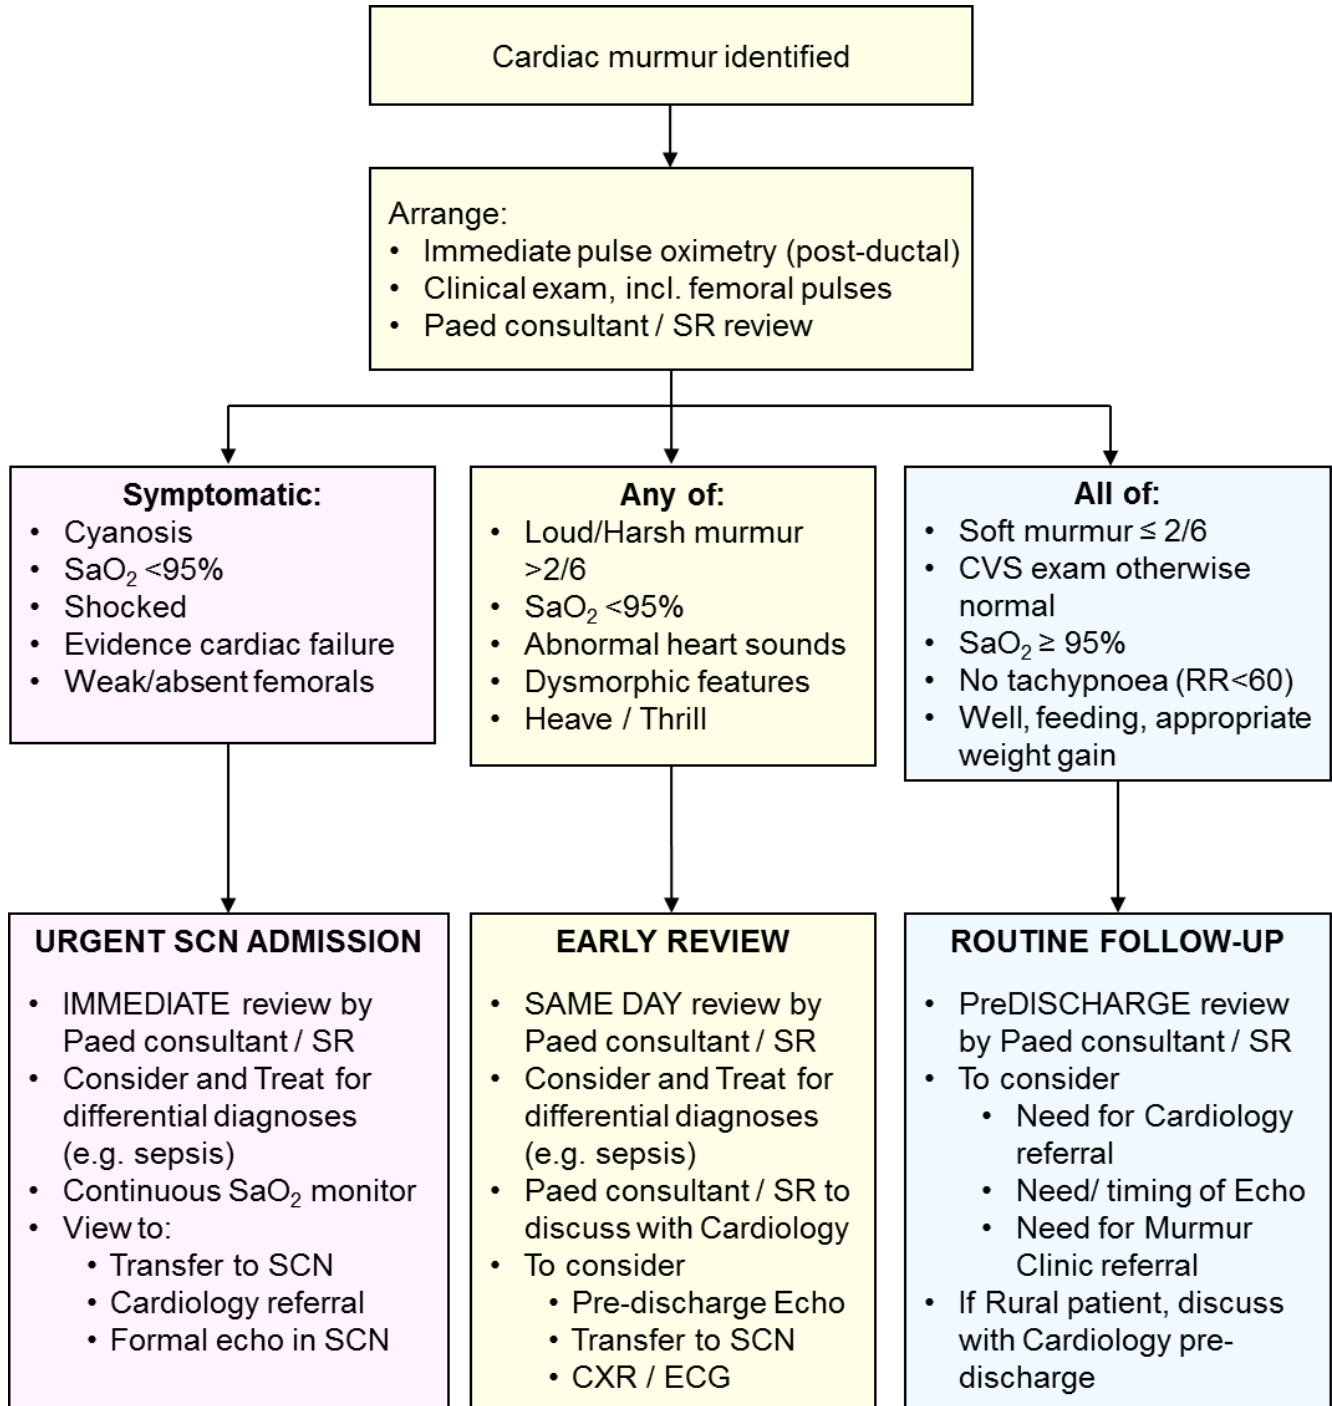 Cardiac murmur identified
Arrange:
• Immediate pulse oximetry (post-ductal)
• Clinical exam, incl. femoral pulses
• Paed consultant / SR review
Symptomatic:
• Cyanosis
• SaO₂ <95%
• Shocked
• Evidence cardiac failure
• Weak/absent femorals
Any of:
• Loud/Harsh murmur
>2/6
• SaO₂ <95%
• Abnormal heart sounds
• Dysmorphic features
• Heave / Thrill
All of:
• Soft murmur ≤ 2/6
• CVS exam otherwise
normal
• SaO₂ ≥ 95%
• No tachypnoea (RR<60)
• Well, feeding, appropriate
weight gain
URGENT SCN ADMISSION
• IMMEDIATE review by
Paed consultant / SR
• Consider and Treat for
differential diagnoses
(e.g. sepsis)
• Continuous SaO₂ monitor
• View to:
• Transfer to SCN
• Cardiology referral
• Formal echo in SCN
EARLY REVIEW
• SAME DAY review by
Paed consultant / SR
• Consider and Treat for
differential diagnoses
(e.g. sepsis)
• Paed consultant / SR to
discuss with Cardiology
• To consider
• Pre-discharge Echo
• Transfer to SCN
• CXR / ECG
ROUTINE FOLLOW-UP
• PreDISCHARGE review
by Paed consultant / SR
• To consider
• Need for Cardiology
referral
• Need/ timing of Echo
• Need for Murmur
Clinic referral
• If Rural patient, discuss
with Cardiology pre-
discharge